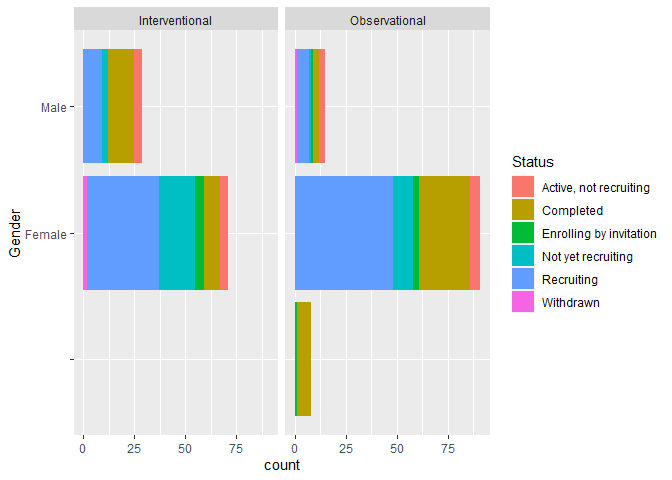 Interventional
Observational
Male
Female
Gender
0 25 50 75
0 25 50 75
count
Status
Active, not recruiting
Completed
Enrolling by invitation
Not yet recruiting
Recruiting
Withdrawn